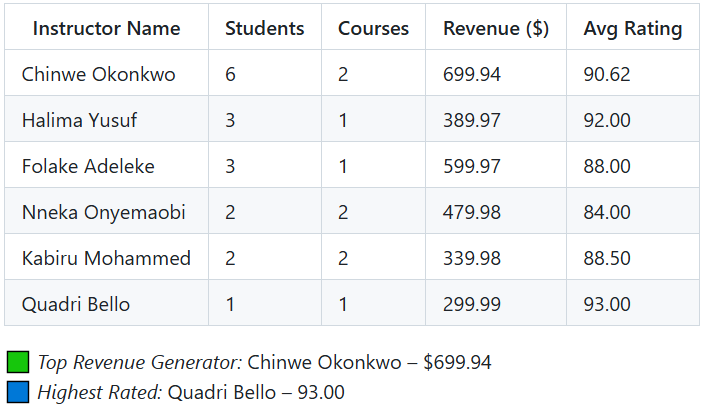 Instructor Name Students Courses Revenue ($) Avg Rating
Chinwe Okonkwo 6 2 699.94 90.62
Halima Yusuf 3 1 389.97 92.00
Folake Adeleke 3 1 599.97 88.00
Nneka Onyemaobi 2 2 479.98 84.00
Kabiru Mohammed 2 2 339.98 88.50
Quadri Bello 1 1 299.99 93.00
Top Revenue Generator: Chinwe Okonkwo – $699.94
Highest Rated: Quadri Bello – 93.00